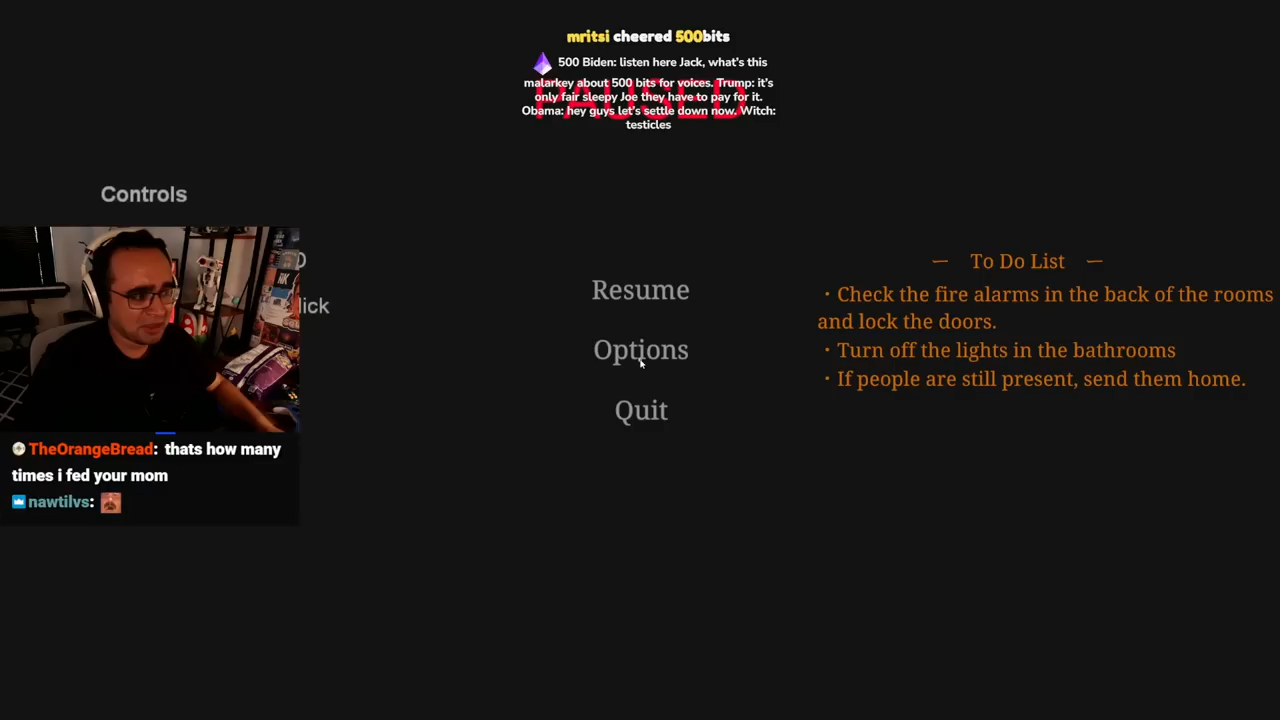 mritsi cheered 500bits
500 Biden: listen here Jack, what's this
malarkey about 500 bits for voices. Trump: it's
only fair sleepy Joe they have to pay for it.
Obama: hey guys let's settle down now. Witch:
testicles
PAUSED
Controls
lick
Resume
Options
Quit
— To Do List —
・Check the fire alarms in the back of the rooms
and lock the doors.
・Turn off the lights in the bathrooms
・If people are still present, send them home.
TheOrangeBread: thats how many
times i fed your mom
nawtilvs: